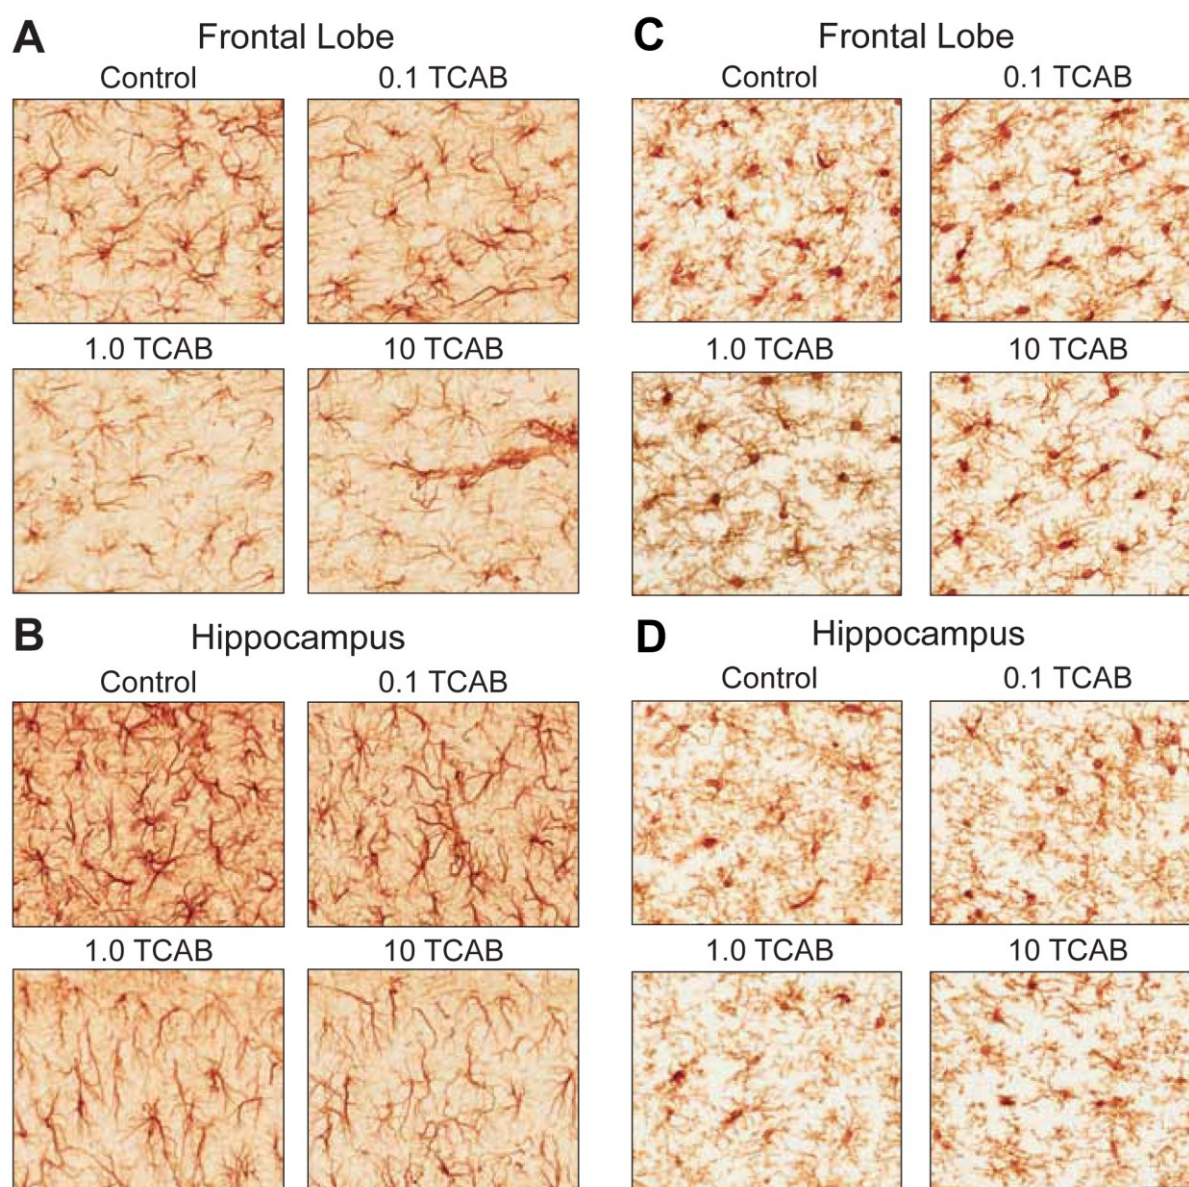 A Frontal Lobe
Control 0.1 TCAB
1.0 TCAB 10 TCAB
B Hippocampus
Control 0.1 TCAB
1.0 TCAB 10 TCAB
C Frontal Lobe
Control 0.1 TCAB
1.0 TCAB 10 TCAB
D Hippocampus
Control 0.1 TCAB
1.0 TCAB 10 TCAB